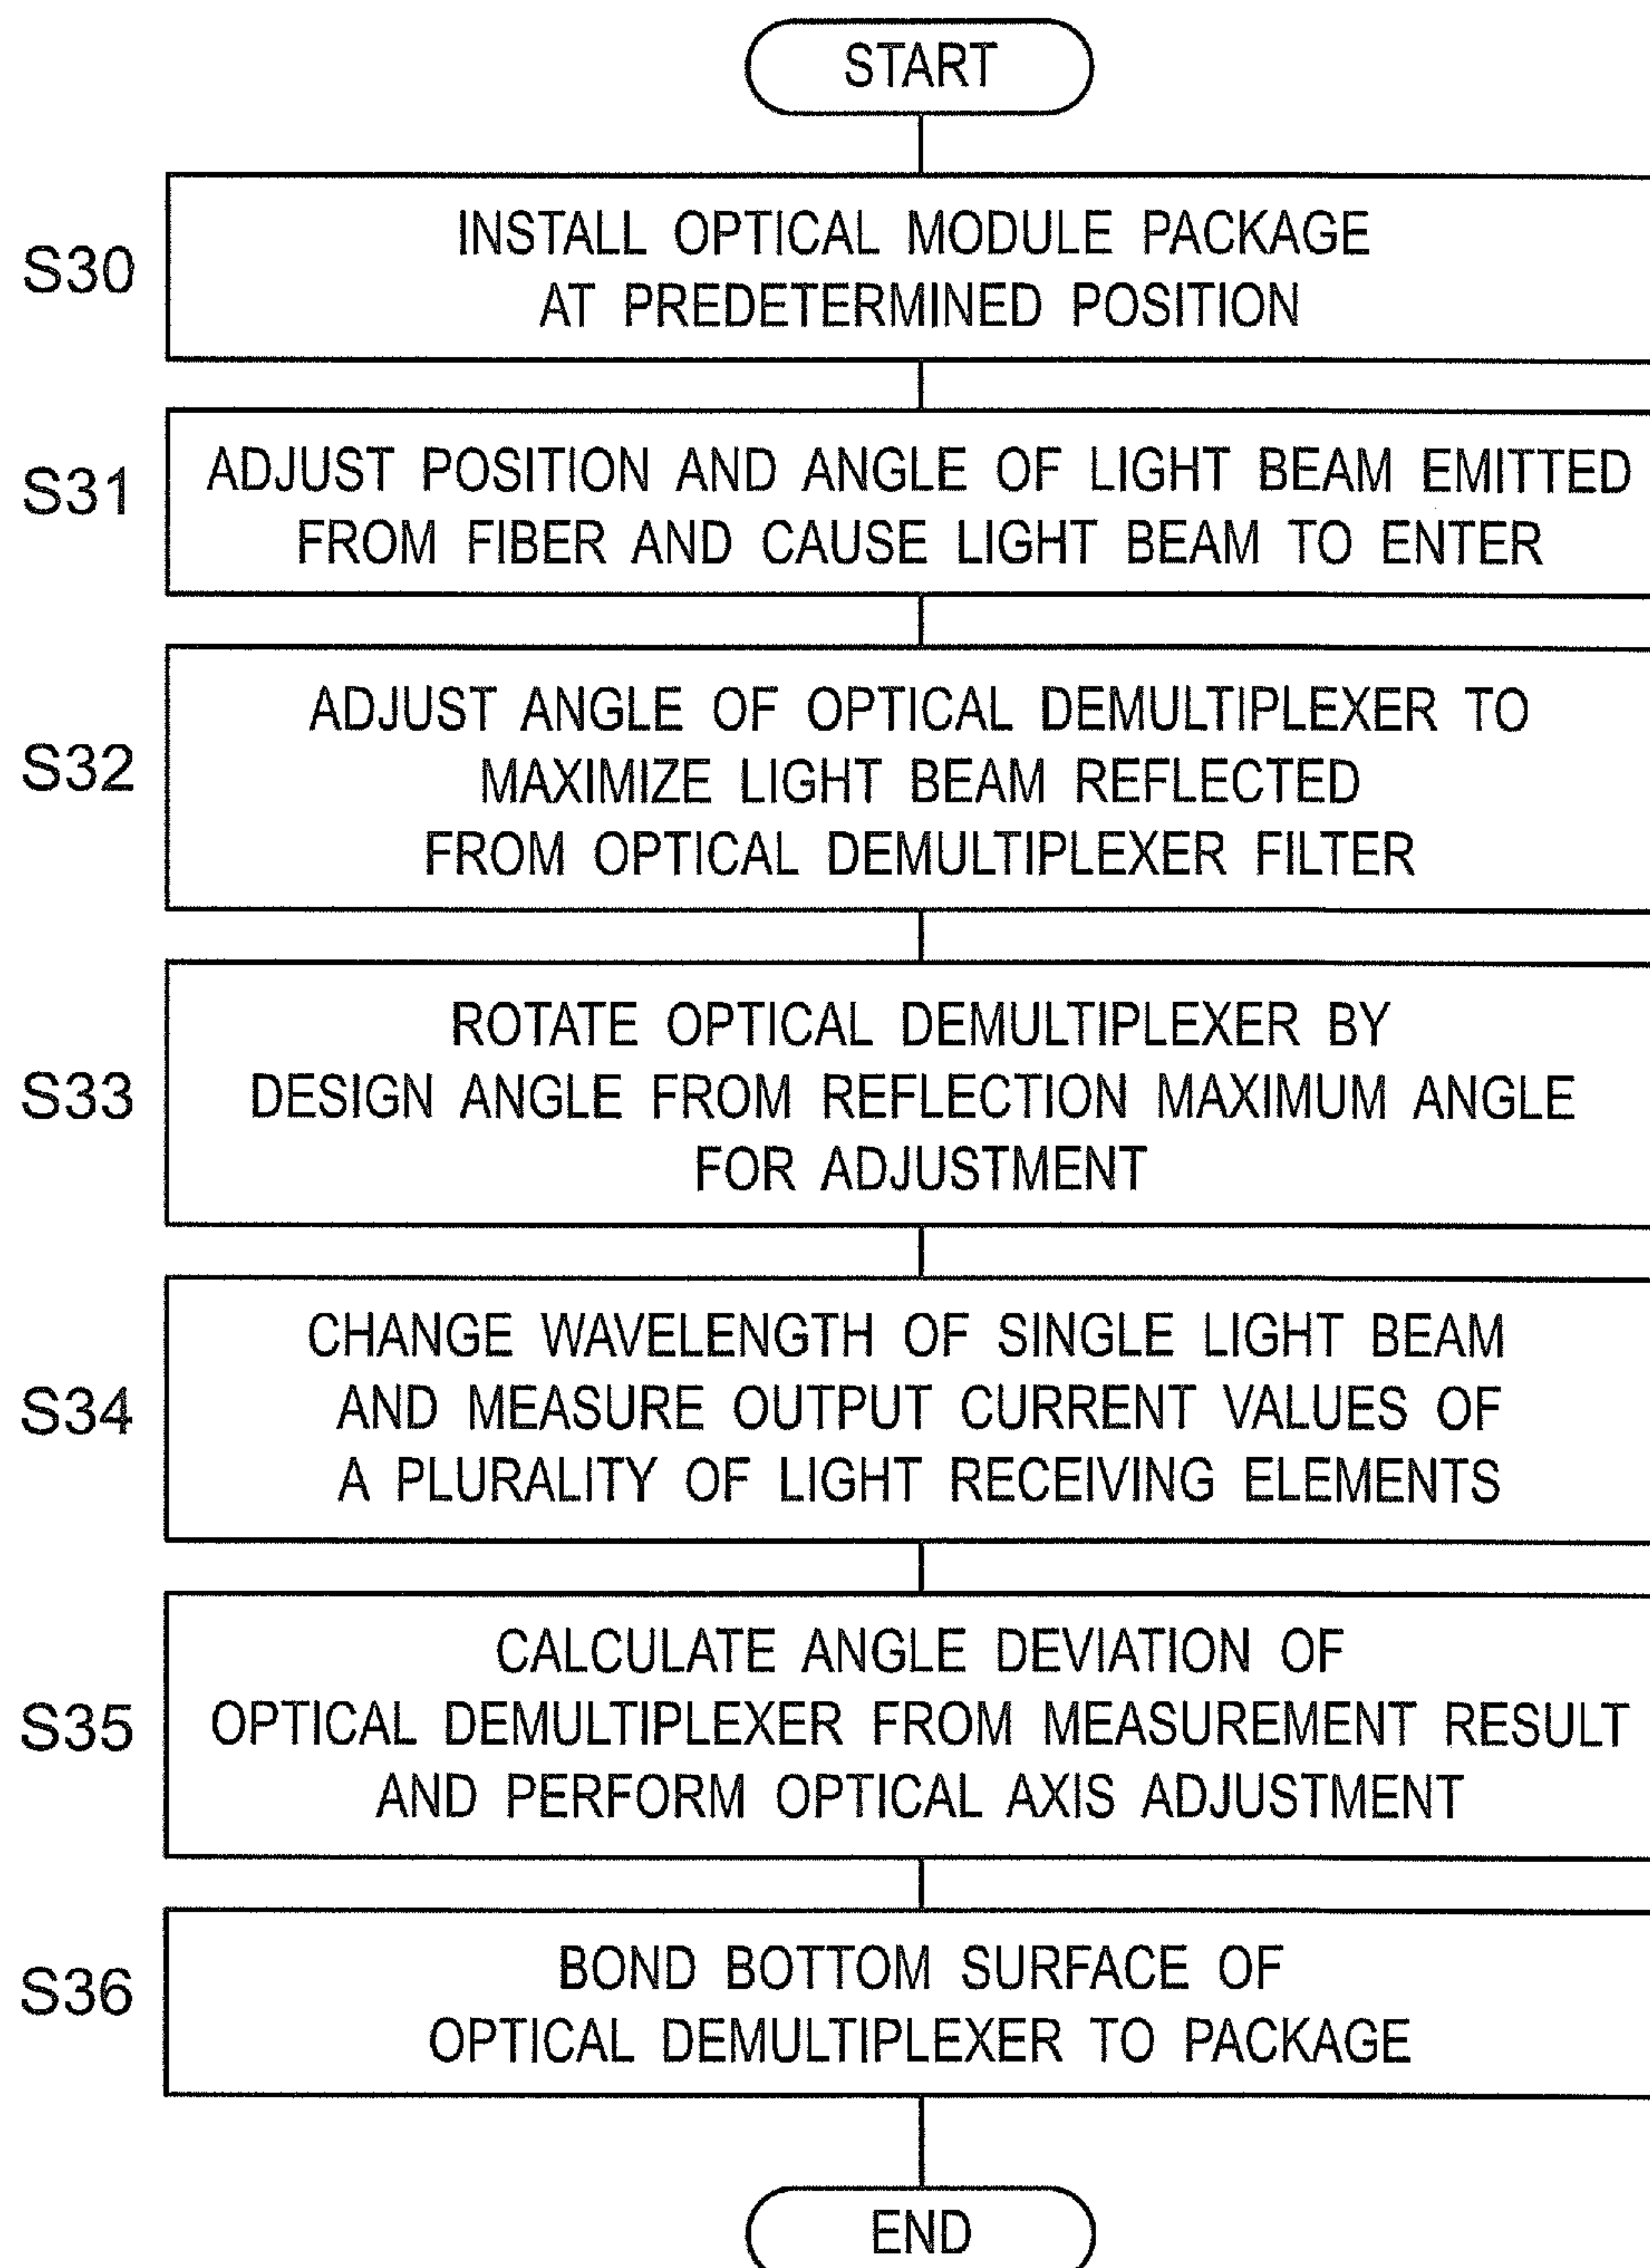 START
S30
INSTALL OPTICAL MODULE PACKAGE
AT PREDETERMINED POSITION
S31
ADJUST POSITION AND ANGLE OF LIGHT BEAM EMITTED
FROM FIBER AND CAUSE LIGHT BEAM TO ENTER
S32
ADJUST ANGLE OF OPTICAL DEMULTIPLEXER TO
MAXIMIZE LIGHT BEAM REFLECTED
FROM OPTICAL DEMULTIPLEXER FILTER
S33
ROTATE OPTICAL DEMULTIPLEXER BY
DESIGN ANGLE FROM REFLECTION MAXIMUM ANGLE
FOR ADJUSTMENT
S34
CHANGE WAVELENGTH OF SINGLE LIGHT BEAM
AND MEASURE OUTPUT CURRENT VALUES OF
A PLURALITY OF LIGHT RECEIVING ELEMENTS
S35
CALCULATE ANGLE DEVIATION OF
OPTICAL DEMULTIPLEXER FROM MEASUREMENT RESULT
AND PERFORM OPTICAL AXIS ADJUSTMENT
S36
BOND BOTTOM SURFACE OF
OPTICAL DEMULTIPLEXER TO PACKAGE
END